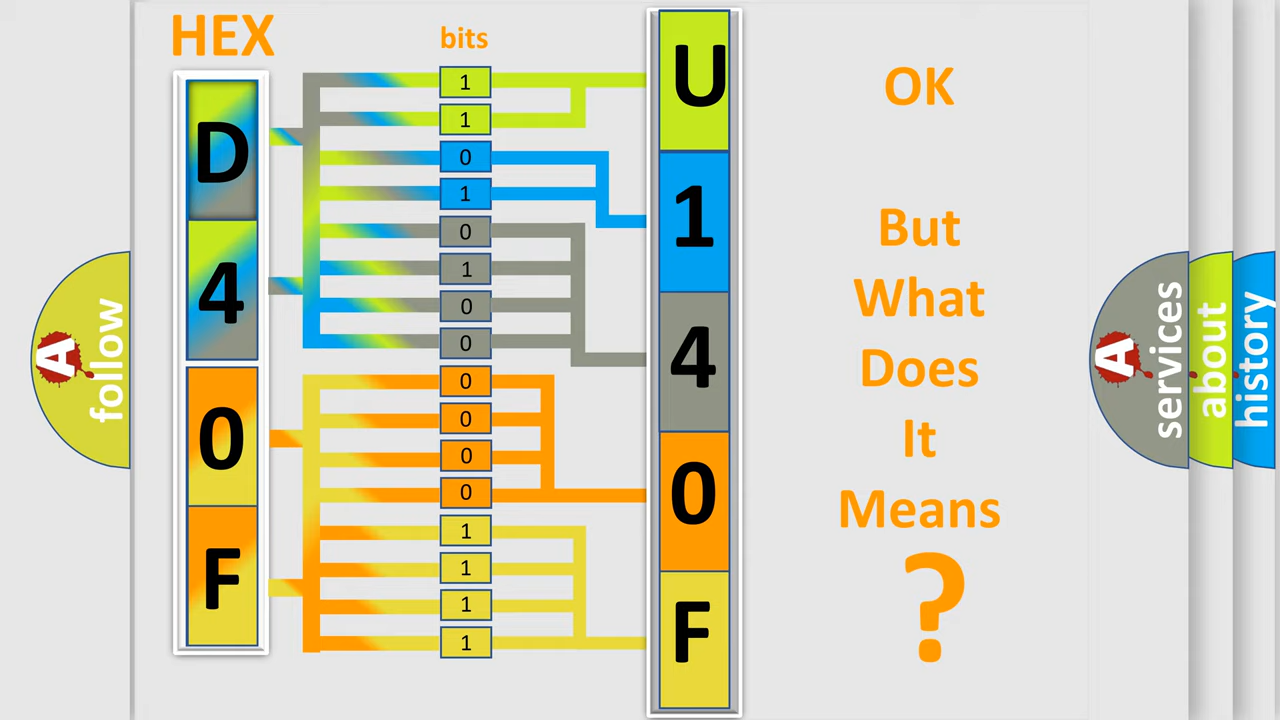 HEX
bits
D
4
0
F
1
1
0
1
0
1
0
0
0
0
0
0
1
1
1
1
U
1
4
0
F
OK
But
What
Does
It
Means
?
A
follow
A
services
about
history